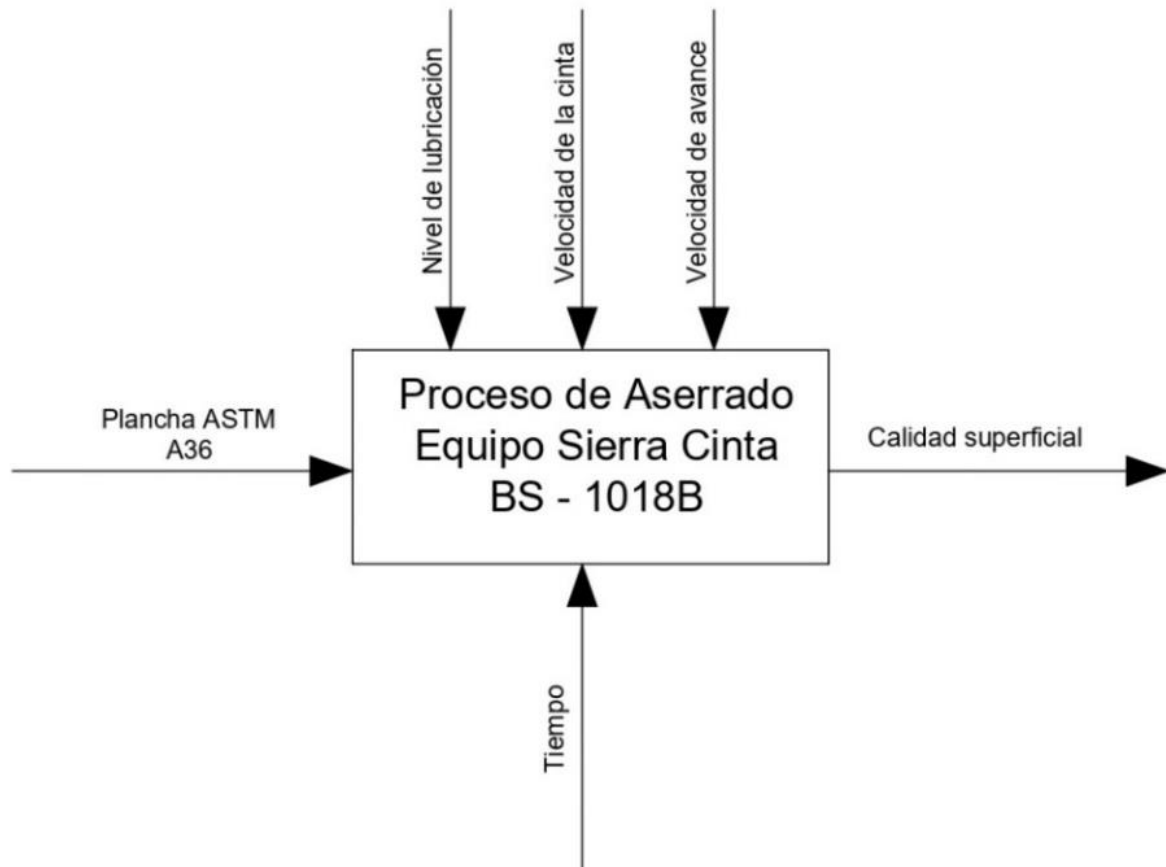 Nivel de lubricación
Velocidad de la cinta
Velocidad de avance
Plancha ASTM
A36
Proceso de Aserrado
Equipo Sierra Cinta
BS - 1018B
Calidad superficial
Tiempo